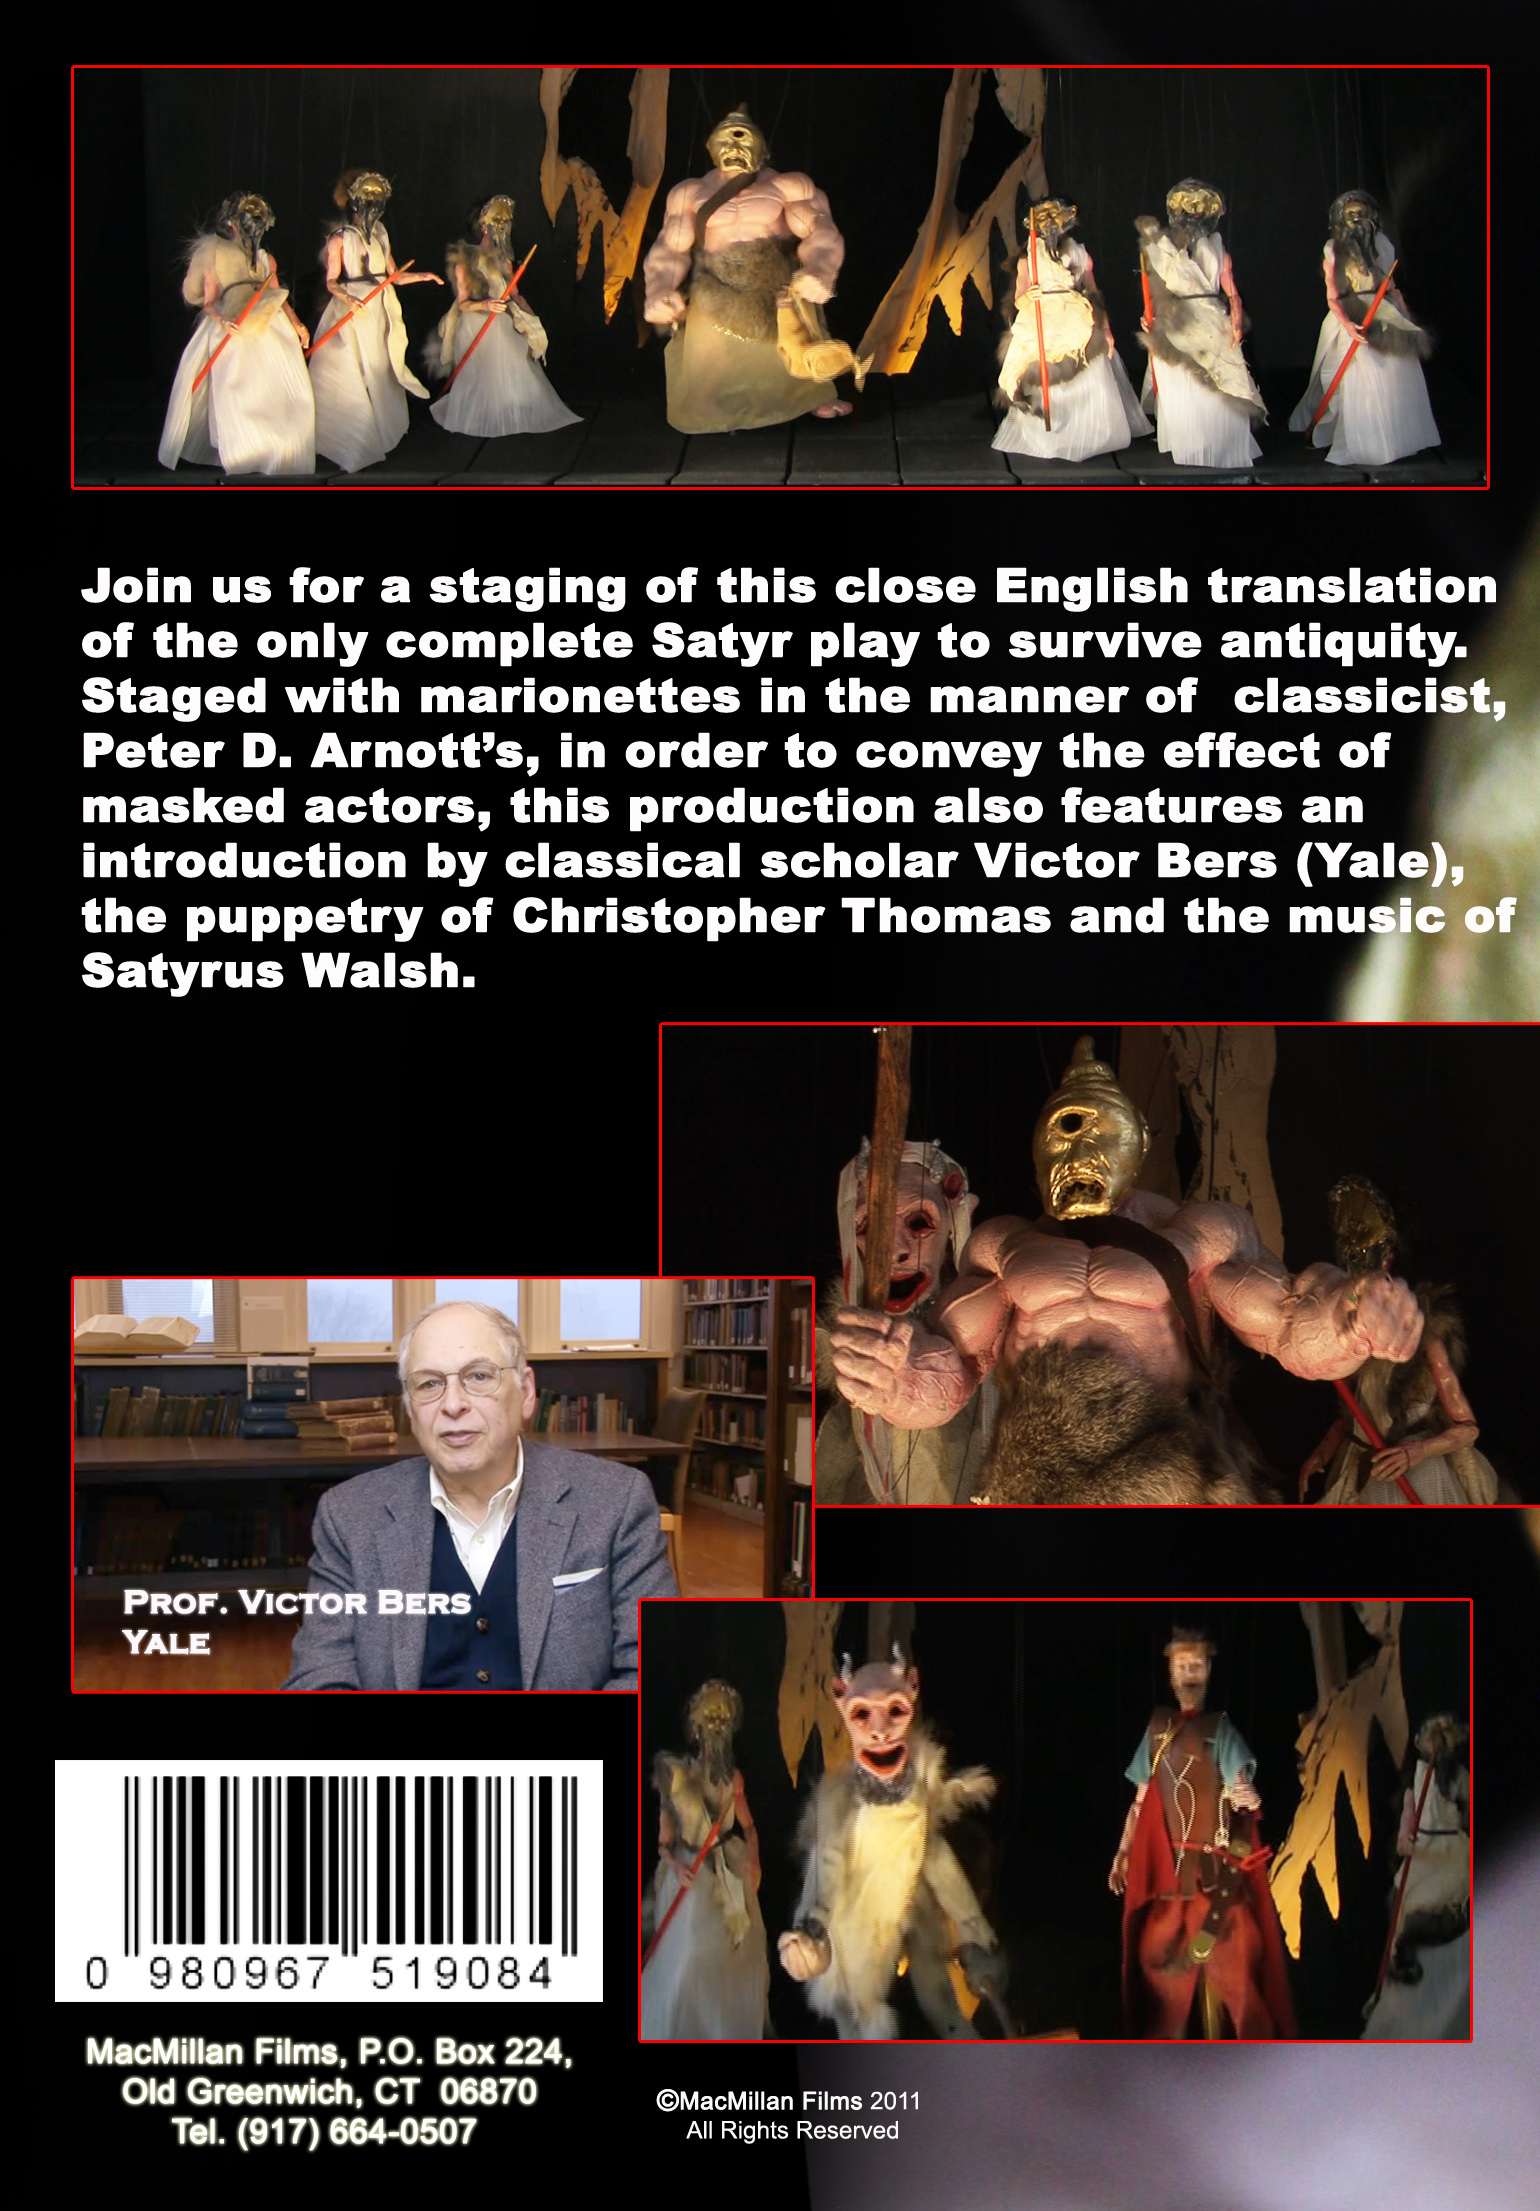 Join us for a staging of this close English translation
of the only complete Satyr play to survive antiquity.
Staged with marionettes in the manner of  classicist,
Peter D. Arnott’s, in order to convey the effect of
masked actors, this production also features an
introduction by classical scholar Victor Bers (Yale),
the puppetry of Christopher Thomas and the music of
Satyrus Walsh.
Prof. Victor Bers
Yale
0 980967 519084
MacMillan Films, P.O. Box 224,
Old Greenwich, CT  06870
Tel. (917) 664-0507
©MacMillan Films 2011
All Rights Reserved